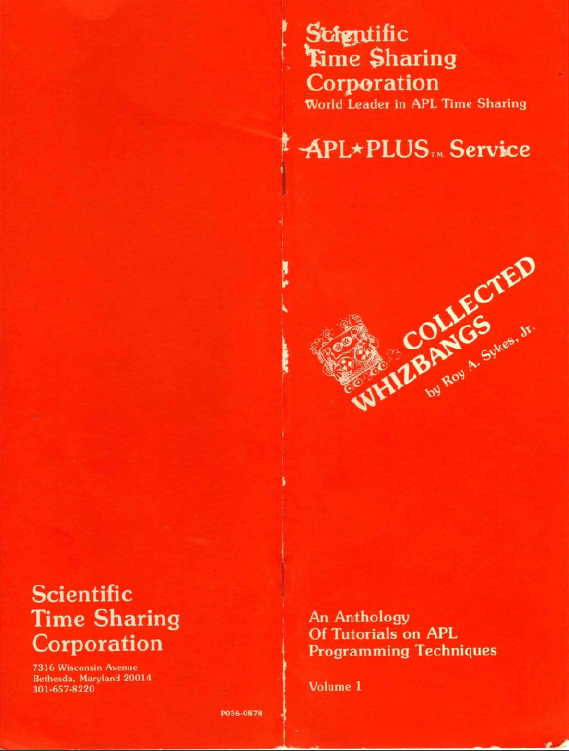 Scientific
Time Sharing
Corporation
World Leader in APL Time Sharing
APL★PLUS TM Service
COLLECTED
WHIZBANGS
by Roy A. Sykes, Jr.
An Anthology
Of Tutorials on APL
Programming Techniques
Volume 1
Scientific
Time Sharing
Corporation
7316 Wisconsin Avenue
Bethesda, Maryland 20014
301-657-8220
P036-0878